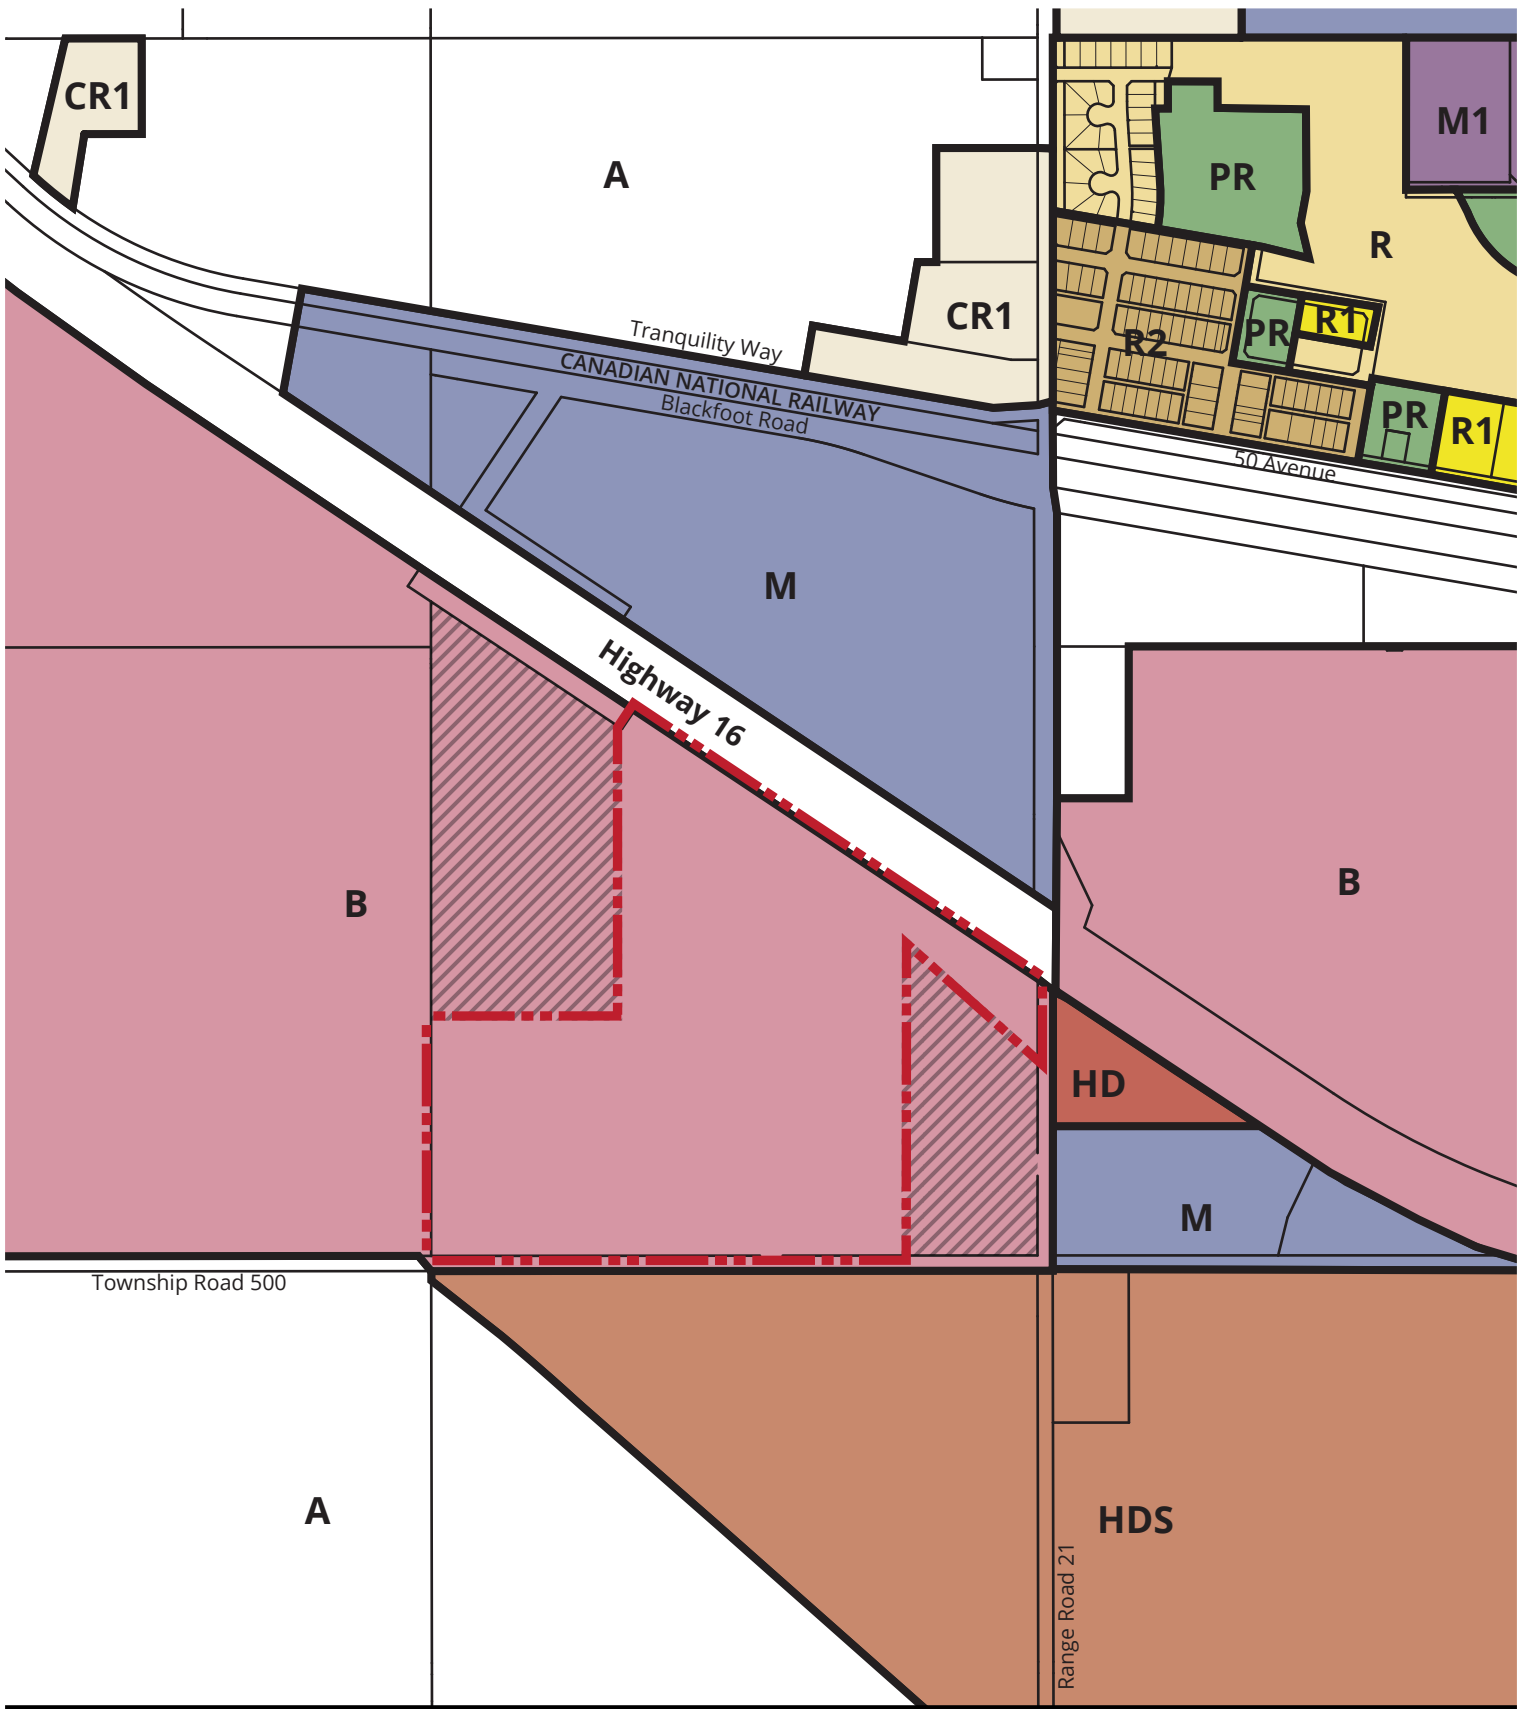 CR1
M1
A
PR
R
CR1
R1
PR
R2
Tranquility Way
CANADIAN NATIONAL RAILWAY
Blackfoot Road
PR
R1
50 Avenue
M
Highway 16
B
B
HD
M
Township Road 500
A
HDS
Range Road 21